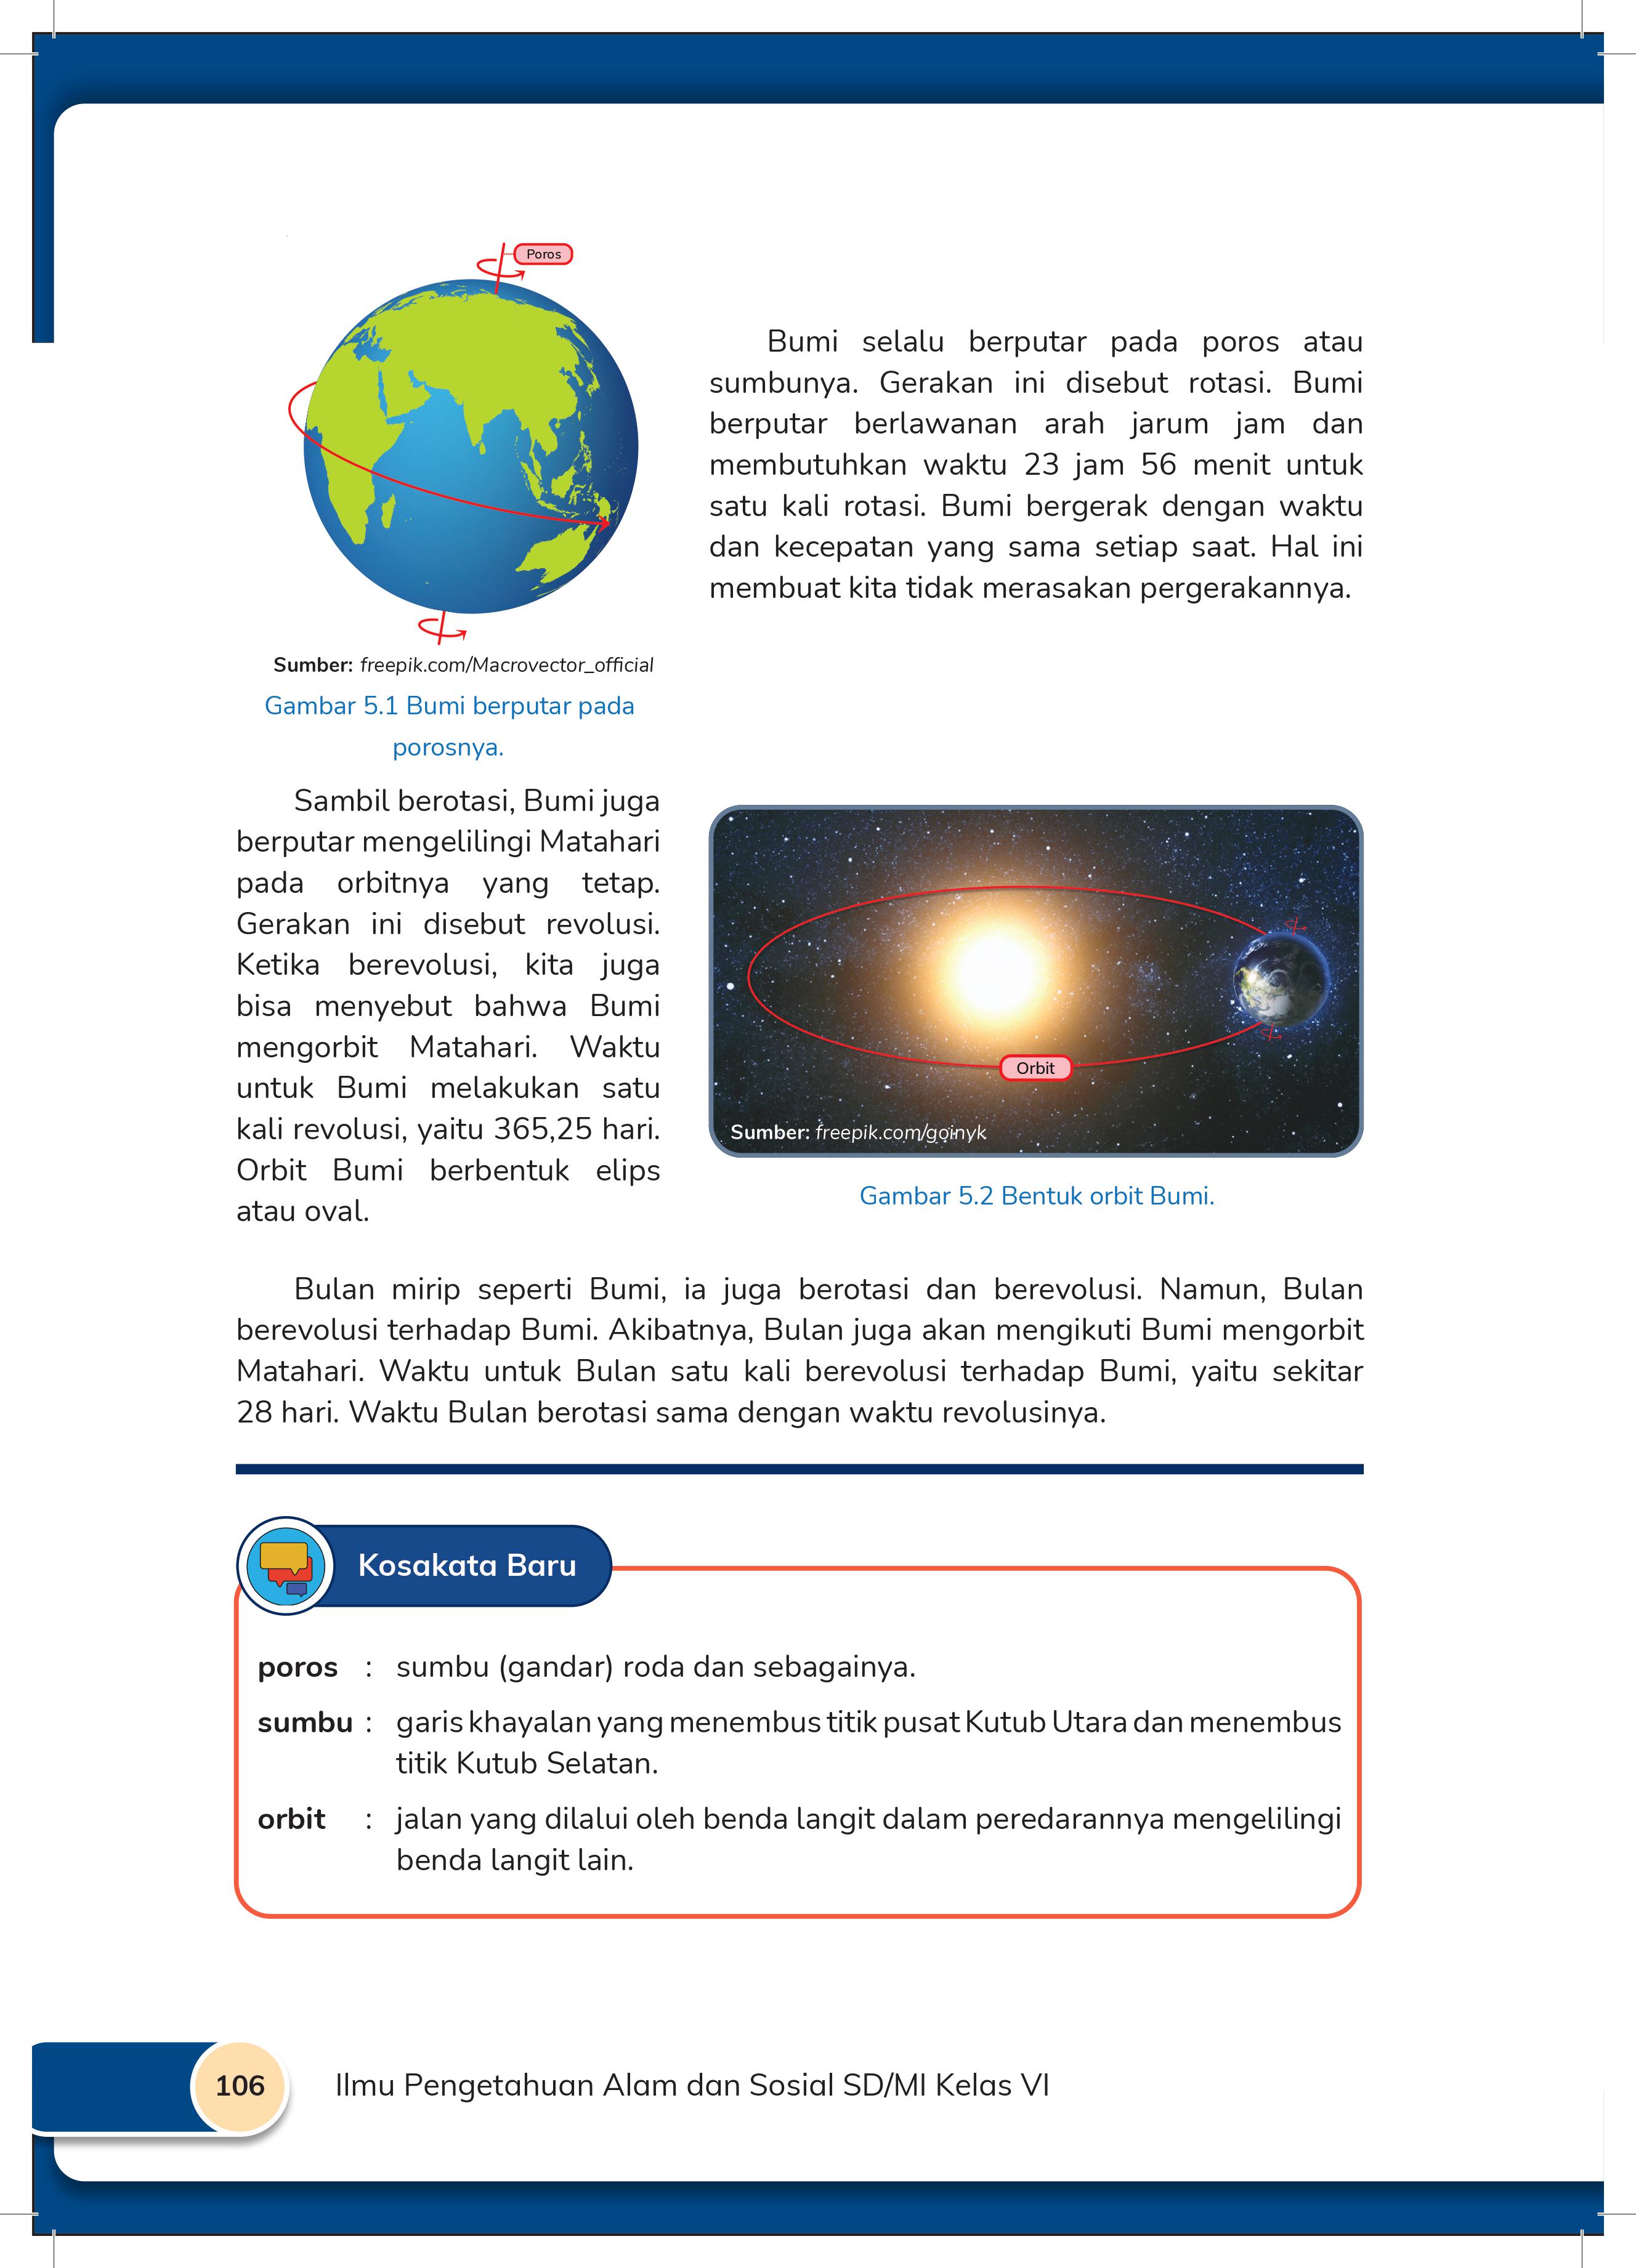 Poros
Sumber: freepik.com/Macrovector_official
Gambar 5.1 Bumi berputar pada
porosnya.
Bumi selalu berputar pada poros atau
sumbunya. Gerakan ini disebut rotasi. Bumi
berputar berlawanan arah jarum jam dan
membutuhkan waktu 23 jam 56 menit untuk
satu kali rotasi. Bumi bergerak dengan waktu
dan kecepatan yang sama setiap saat. Hal ini
membuat kita tidak merasakan pergerakannya.
Sambil berotasi, Bumi juga
berputar mengelilingi Matahari
pada orbitnya yang tetap.
Gerakan ini disebut revolusi.
Ketika berevolusi, kita juga
bisa menyebut bahwa Bumi
mengorbit Matahari. Waktu
untuk Bumi melakukan satu
kali revolusi, yaitu 365,25 hari.
Orbit Bumi berbentuk elips
atau oval.
Orbit
Sumber: freepik.com/goinyk
Gambar 5.2 Bentuk orbit Bumi.
Bulan mirip seperti Bumi, ia juga berotasi dan berevolusi. Namun, Bulan
berevolusi terhadap Bumi. Akibatnya, Bulan juga akan mengikuti Bumi mengorbit
Matahari. Waktu untuk Bulan satu kali berevolusi terhadap Bumi, yaitu sekitar
28 hari. Waktu Bulan berotasi sama dengan waktu revolusinya.
Kosakata Baru
poros : sumbu (gandar) roda dan sebagainya.
sumbu : garis khayalan yang menembus titik pusat Kutub Utara dan menembus
titik Kutub Selatan.
orbit : jalan yang dilalui oleh benda langit dalam peredarannya mengelilingi
benda langit lain.
106 Ilmu Pengetahuan Alam dan Sosial SD/MI Kelas VI